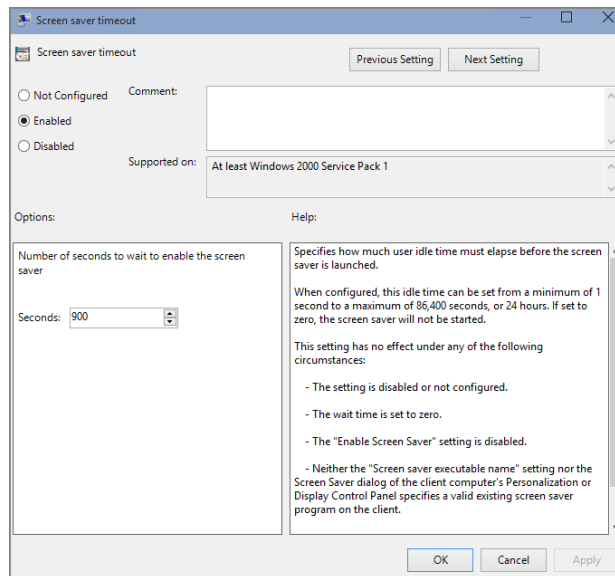 Screen saver timeout
Screen saver timeout
Previous Setting
Next Setting
Not Configured
Enabled
Disabled
Comment:
Supported on:
At least Windows 2000 Service Pack 1
Options:
Help:
Number of seconds to wait to enable the screen
saver
Seconds: 900
Specifies how much user idle time must elapse before the screen
saver is launched.
When configured, this idle time can be set from a minimum of 1
second to a maximum of 86,400 seconds, or 24 hours. If set to
zero, the screen saver will not be started.
This setting has no effect under any of the following
circumstances:
- The setting is disabled or not configured.
- The wait time is set to zero.
- The "Enable Screen Saver" setting is disabled.
- Neither the "Screen saver executable name" setting nor the
Screen Saver dialog of the client computer's Personalization or
Display Control Panel specifies a valid existing screen saver
program on the client.
OK
Cancel
Apply